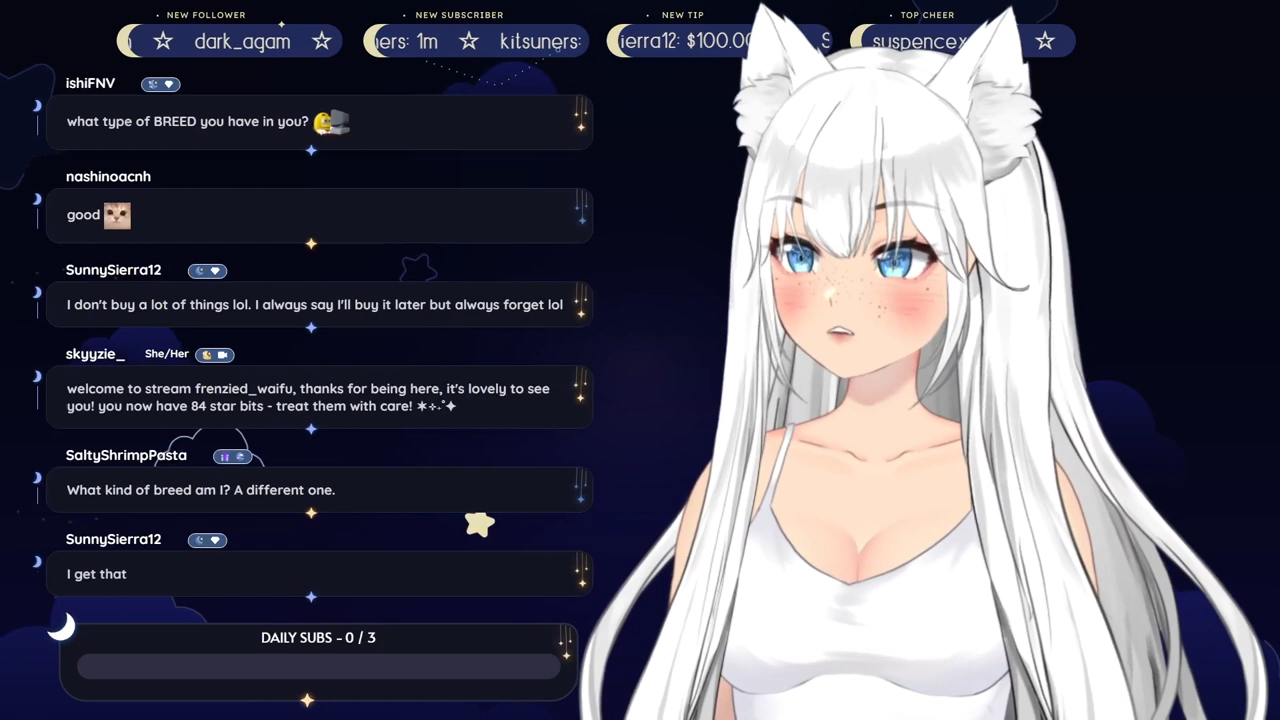 NEW FOLLOWER
NEW SUBSCRIBER
NEW TIP
TOP CHEER
dark_agam
1m
kitsuners:
$100.00
ishiFNV
what type of BREED you have in you?
nashinoacnh
good
SunnySierra12
I don't buy a lot of things lol. I always say I'll buy it later but always forget lol
skyyzie_ She/Her
welcome to stream frenzied_waifu, thanks for being here, it's lovely to see
you! you now have 84 star bits - treat them with care! ✶⊹₊˚✦
SaltyShrimpPasta
What kind of breed am I? A different one.
SunnySierra12
I get that
DAILY SUBS - 0 / 3